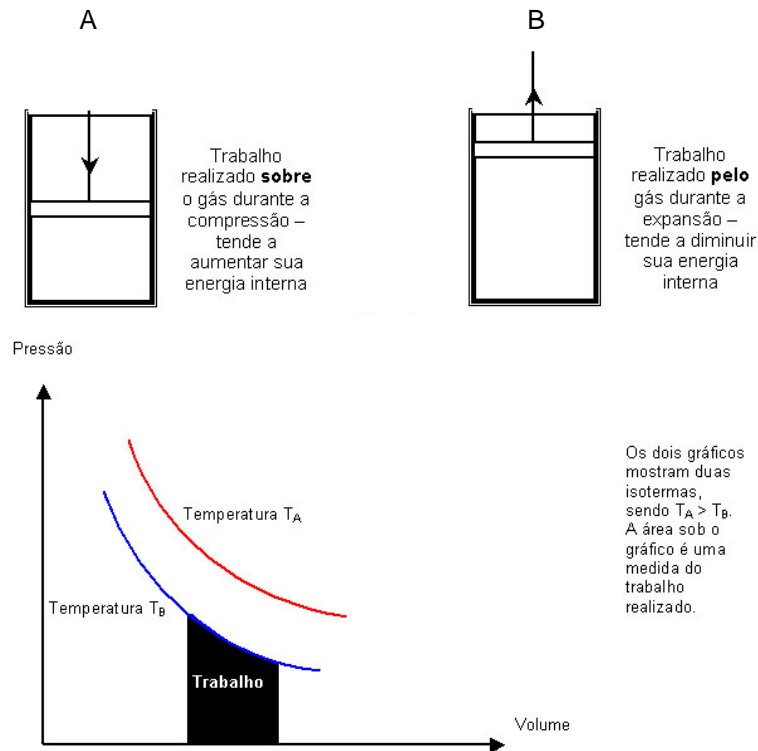 A
B
Trabalho
realizado sobre
o gás durante a
compressão –
tende a
aumentar sua
energia interna
Trabalho
realizado pelo
gás durante a
expansão –
tende a diminuir
sua energia
interna
Pressão
Temperatura TA
Temperatura TB
Trabalho
Volume
Os dois gráficos
mostram duas
isotermas,
sendo TA > TB.
A área sob o
gráfico é uma
medida do
trabalho
realizado.